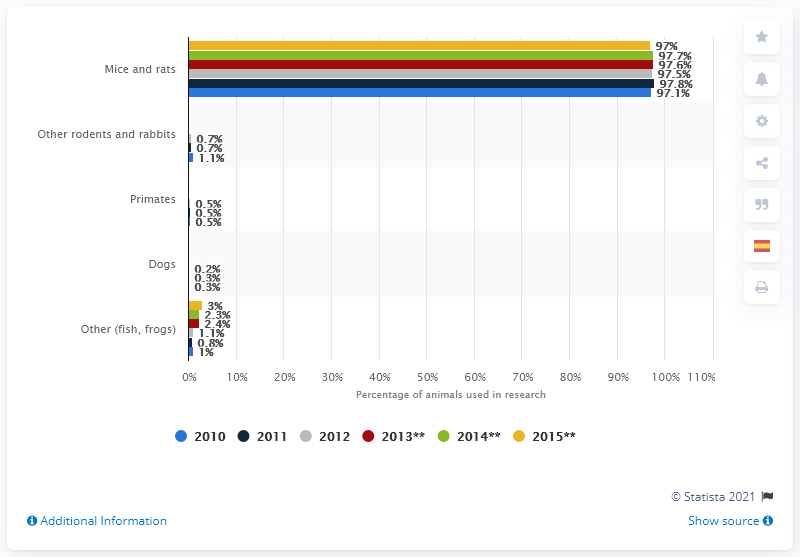 Mice and rats
97%
97.7%
97.6%
97.5%
97.8%
97.1%
Other rodents and rabbits
0.7%
0.7%
1.1%
Primates
0.5%
0.5%
0.5%
Dogs
0.2%
0.3%
0.3%
Other (fish, frogs)
3%
2.3%
2.4%
1.1%
0.8%
1%
0% 10% 20% 30% 40% 50% 60% 70% 80% 90% 100% 110%
Percentage of animals used in research
2010 2011 2012 2013** 2014** 2015**
© Statista 2021
Additional Information Show source